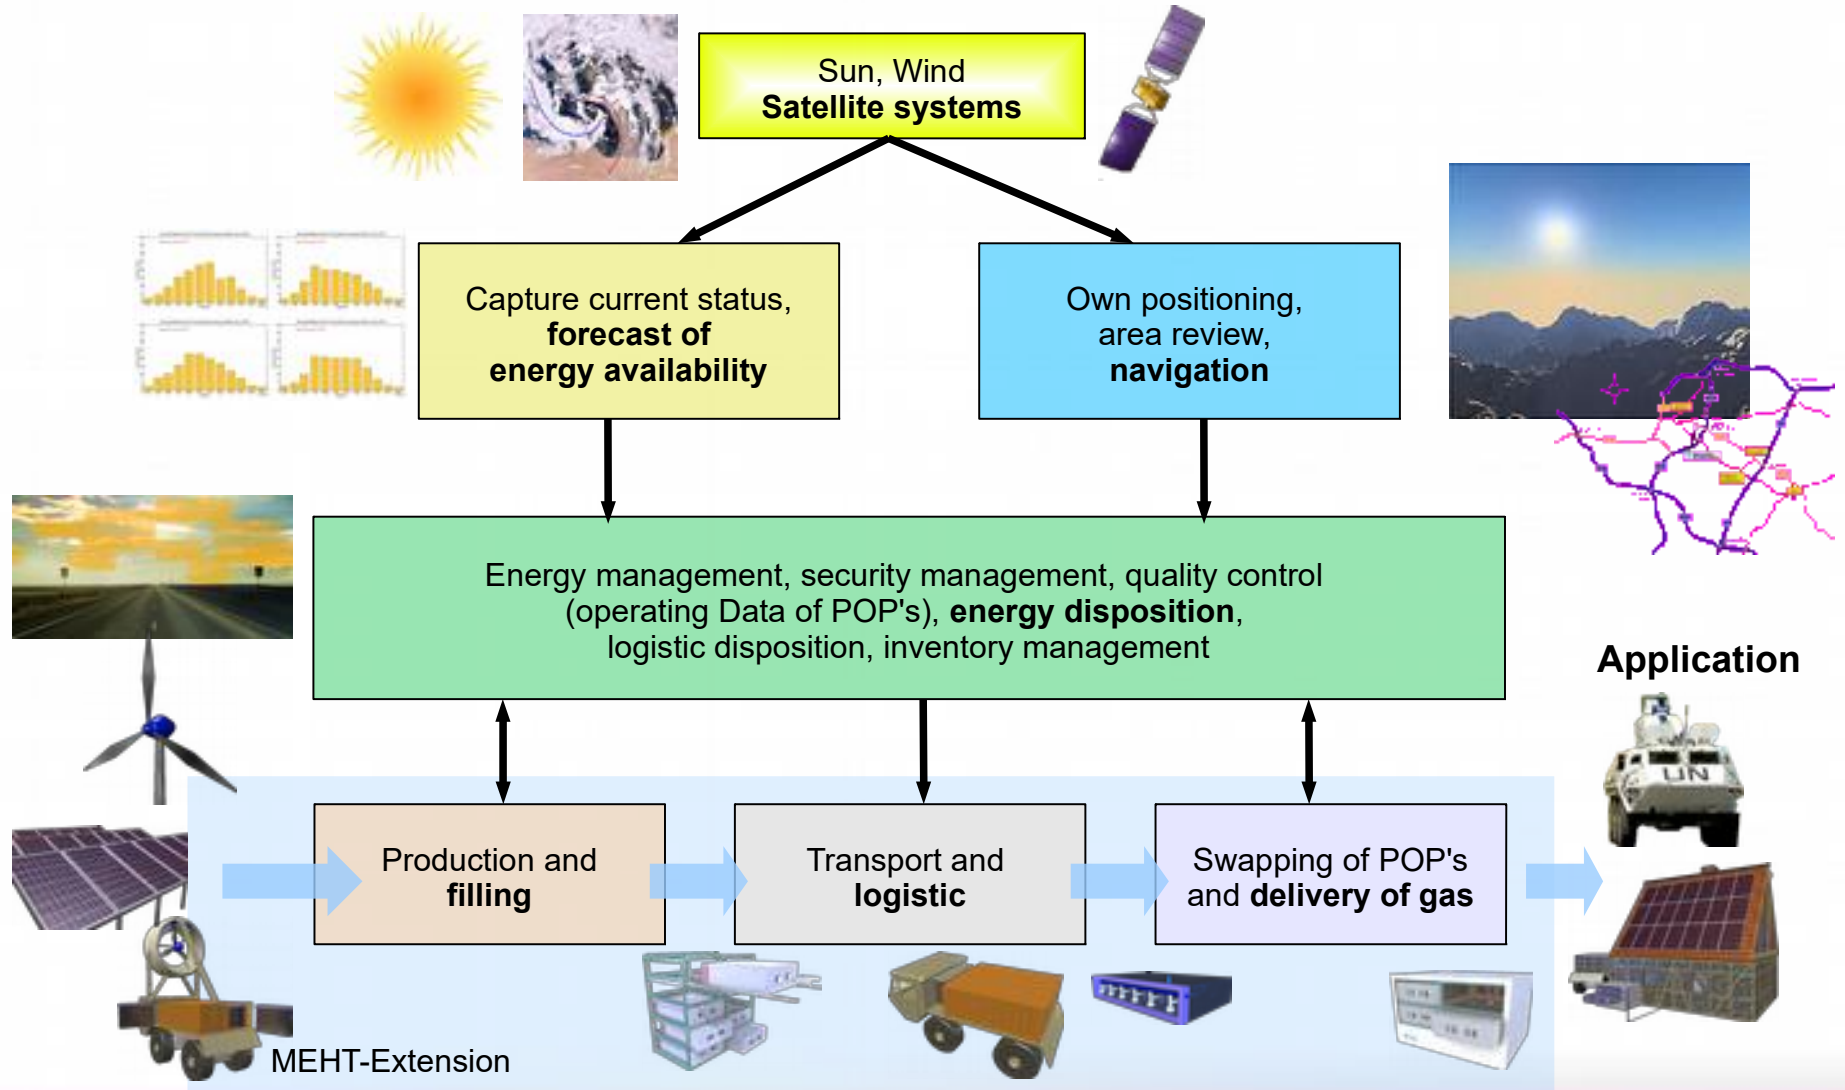 Sun, Wind
Satellite systems
Capture current status,
forecast of
energy availability
Own positioning,
area review,
navigation
Energy management, security management, quality control
(operating Data of POP's), energy disposition,
logistic disposition, inventory management
Application
UN
Production and
filling
Transport and
logistic
Swapping of POP's
and delivery of gas
MEHT-Extension